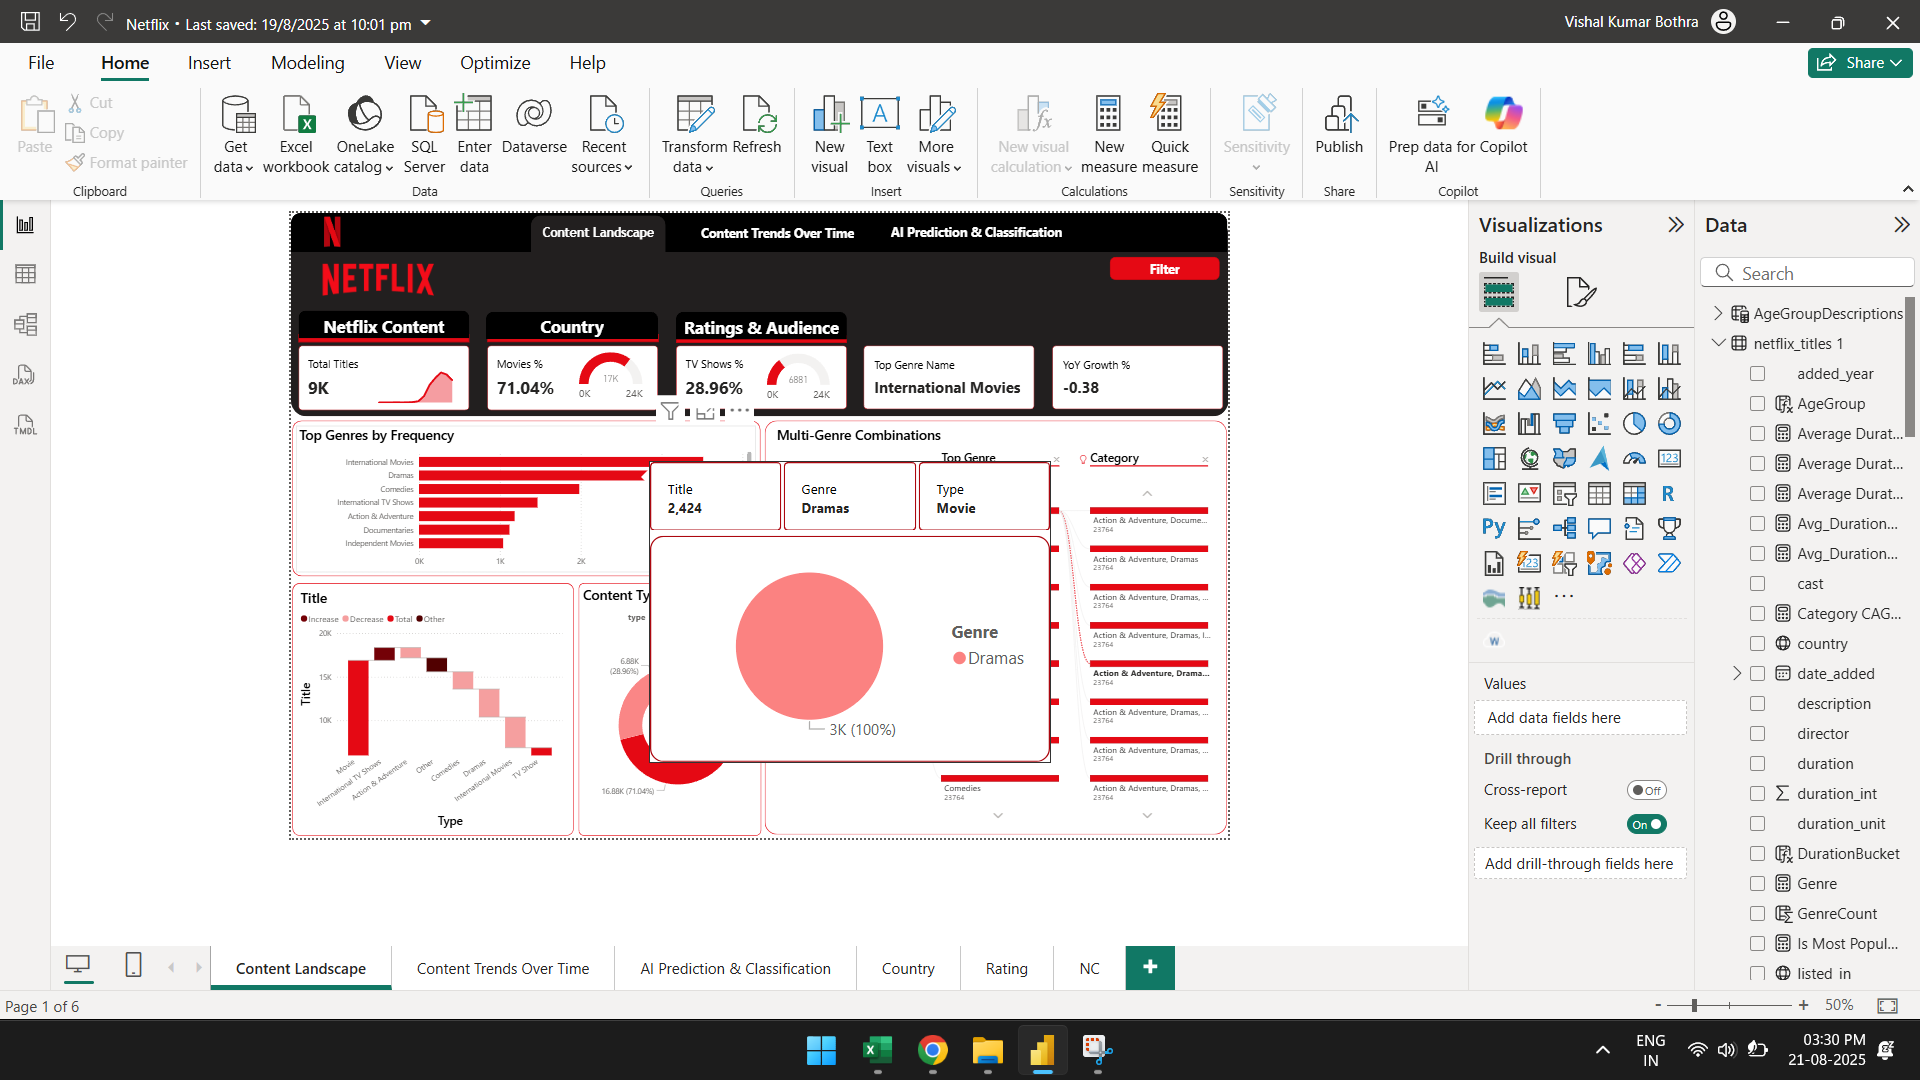 Netflix • Last saved: 19/8/2025 at 10:01 pm
Vishal Kumar Bothra
File
Home
Insert
Modeling
View
Optimize
Help
Share
Paste
Cut
Copy
Format painter
Clipboard
Get data
Excel workbook
OneLake catalog
SQL Server
Enter data
Dataverse
Recent sources
Data
Transform data
Refresh
Queries
New visual
Text box
More visuals
Insert
New visual calculation
New measure
Quick measure
Calculations
Sensitivity
Sensitivity
Publish
Share
Prep data for AI
Copilot
Copilot
Content Landscape
Content Trends Over Time
AI Prediction & Classification
NETFLIX
Filter
Netflix Content
Country
Ratings & Audience
Total Titles
9K
Movies %
71.04%
17K
0K
24K
TV Shows %
28.96%
6881
0K
24K
Top Genre Name
International Movies
YoY Growth %
-0.38
Top Genres by Frequency
International Movies
Dramas
Comedies
International TV Shows
Action & Adventure
Documentaries
Independent Movies
0K
1K
2K
Multi-Genre Combinations
Top Genre
Category
Action & Adventure, Docume...
23764
Action & Adventure, Dramas
23764
Action & Adventure, Dramas, ...
23764
Action & Adventure, Dramas, I...
23764
Action & Adventure, Drama...
23764
Action & Adventure, Dramas, ...
23764
Action & Adventure, Dramas, ...
23764
Action & Adventure, Dramas, ...
23764
Comedies
23764
Title
2,424
Genre
Dramas
Type
Movie
Genre
Dramas
3K (100%)
Title
Increase
Decrease
Total
Other
20K
15K
10K
Title
Movie
International TV Shows
Action & Adventure
Other
Comedies
Dramas
International Movies
TV Show
Type
Content Ty
type
6.88K
(28.96%)
16.88K (71.04%)
Visualizations
Build visual
Values
Add data fields here
Drill through
Cross-report
Off
Keep all filters
On
Add drill-through fields here
Data
Search
AgeGroupDescriptions
netflix_titles 1
added_year
AgeGroup
Average Durat...
Average Durat...
Average Durat...
Avg_Duration...
Avg_Duration...
cast
Category CAG...
country
date_added
description
director
duration
duration_int
duration_unit
DurationBucket
Genre
GenreCount
Is Most Popul...
listed_in
Content Landscape
Content Trends Over Time
AI Prediction & Classification
Country
Rating
NC
Page 1 of 6
50%
ENG
IN
03:30 PM
21-08-2025